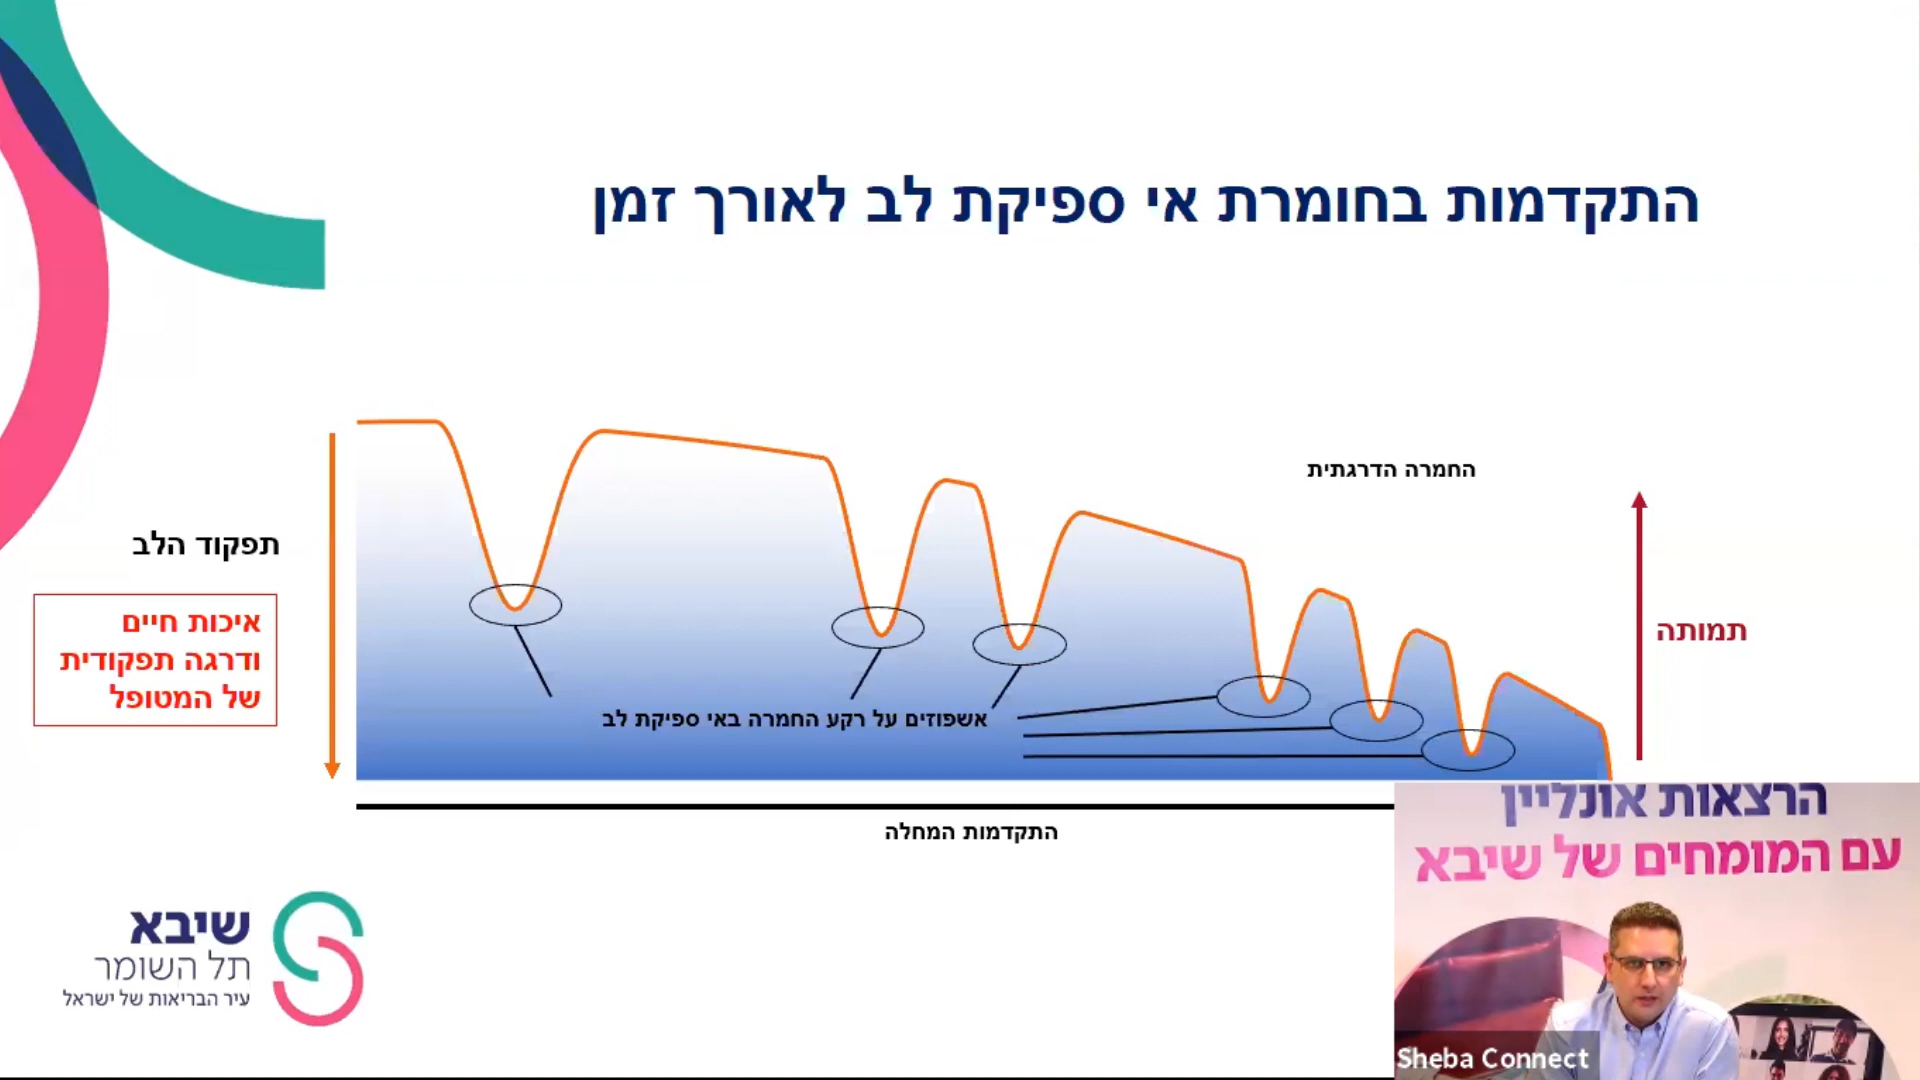 התקדמות בחומרת אי ספיקת לב לאורך זמן
החמרה הדרגתית
תפקוד הלב
איכות חיים
ודרגה תפקודית
של המטופל
תמותה
אשפוזים על רקע החמרה באי ספיקת לב
התקדמות המחלה
הרצאות אונליין
עם המומחים של שיבא
שיבא
תל השומר
עיר הבריאות של ישראל
Sheba Connect